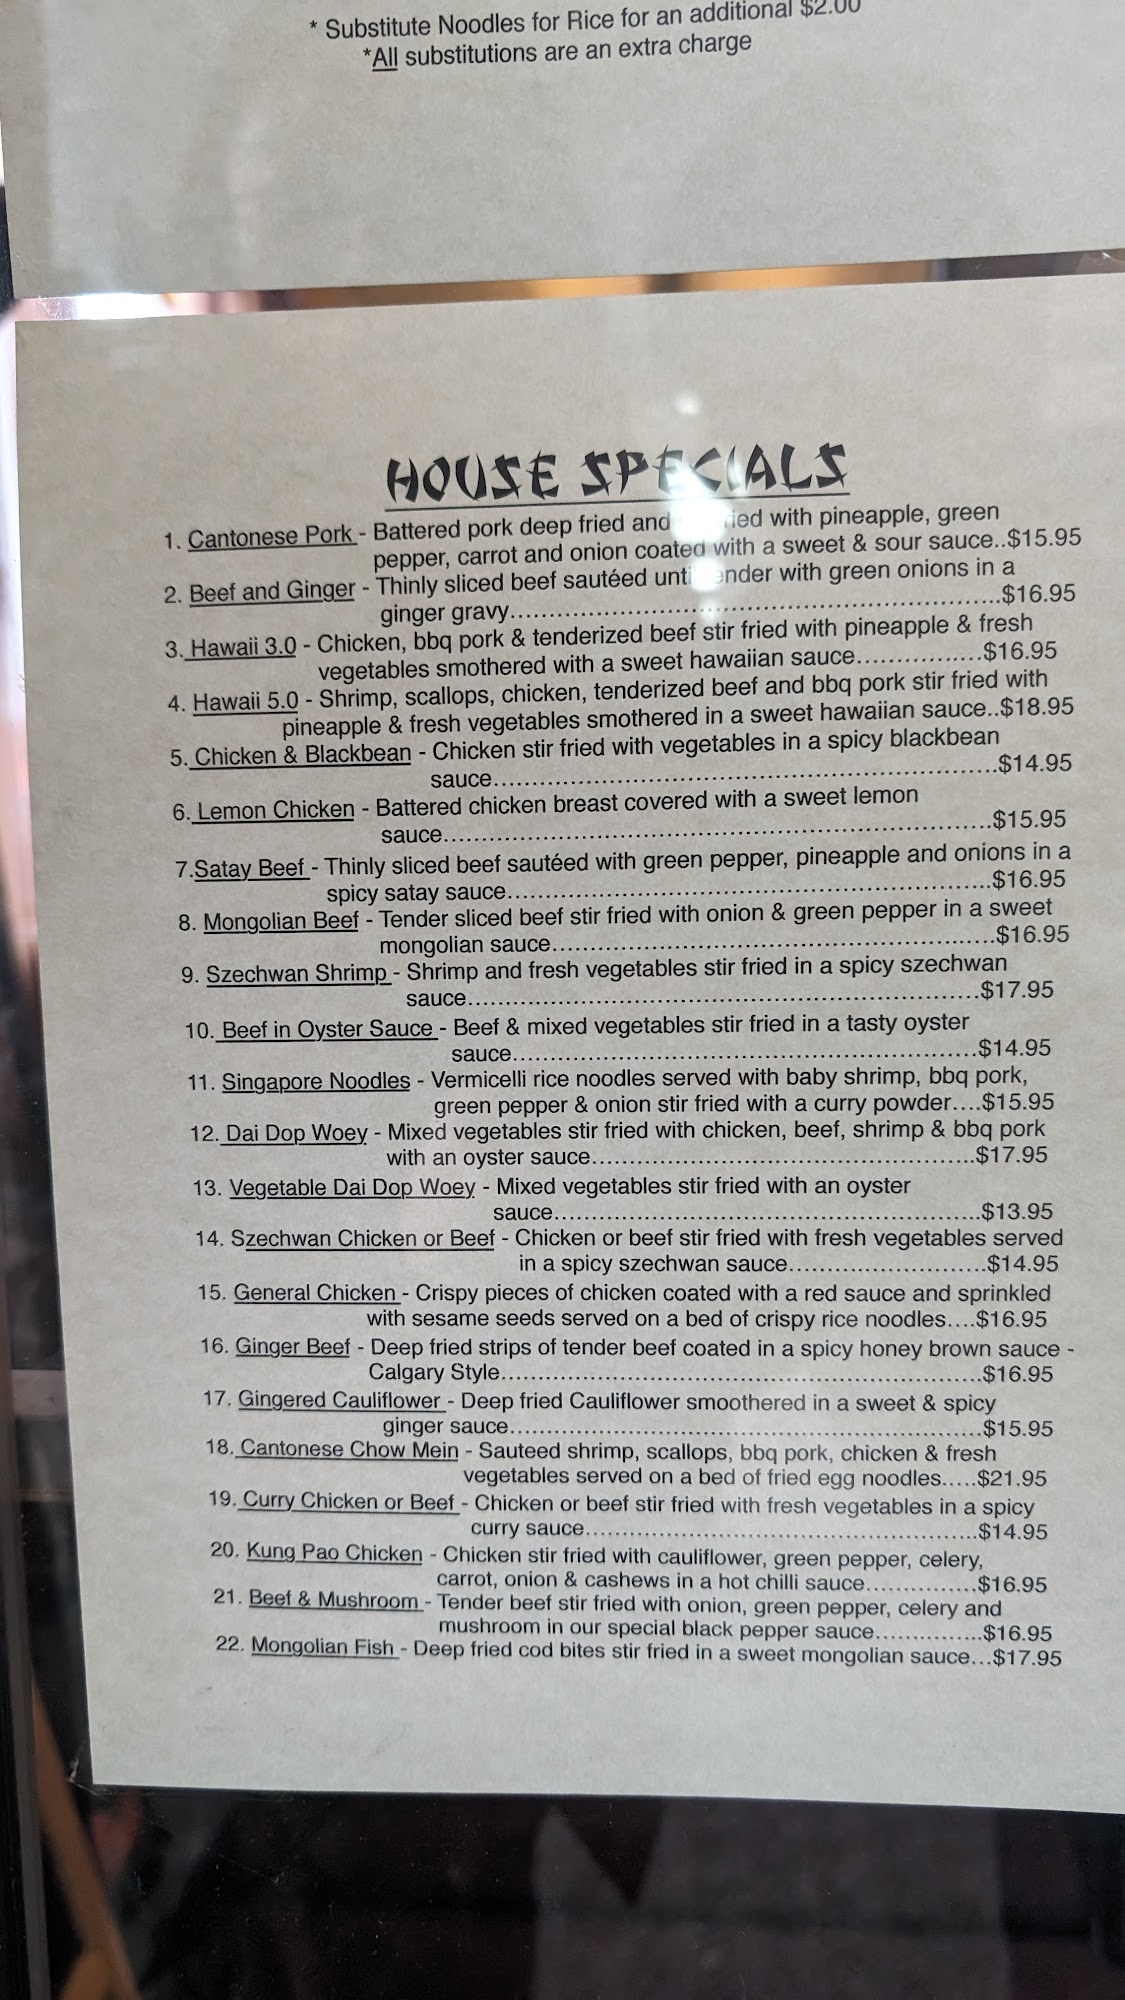 * Substitute Noodles for Rice for an additional $2.00
*All substitutions are an extra charge
HOUSE SPECIALS
1. Cantonese Pork - Battered pork deep fried and ried with pineapple, green
pepper, carrot and onion coated with a sweet & sour sauce..$15.95
2. Beef and Ginger - Thinly sliced beef sautéed until tender with green onions in a
ginger gravy..........................................................................$16.95
3. Hawaii 3.0 - Chicken, bbq pork & tenderized beef stir fried with pineapple & fresh
vegetables smothered with a sweet hawaiian sauce................$16.95
4. Hawaii 5.0 - Shrimp, scallops, chicken, tenderized beef and bbq pork stir fried with
pineapple & fresh vegetables smothered in a sweet hawaiian sauce..$18.95
5. Chicken & Blackbean - Chicken stir fried with vegetables in a spicy blackbean
sauce..........................................................................$14.95
6. Lemon Chicken - Battered chicken breast covered with a sweet lemon
sauce................................................................................$15.95
7.Satay Beef - Thinly sliced beef sautéed with green pepper, pineapple and onions in a
spicy satay sauce.......................................................................$16.95
8. Mongolian Beef - Tender sliced beef stir fried with onion & green pepper in a sweet
mongolian sauce.................................................................$16.95
9. Szechwan Shrimp - Shrimp and fresh vegetables stir fried in a spicy szechwan
sauce...........................................................................$17.95
10. Beef in Oyster Sauce - Beef & mixed vegetables stir fried in a tasty oyster
sauce....................................................................$14.95
11. Singapore Noodles - Vermicelli rice noodles served with baby shrimp, bbq pork,
green pepper & onion stir fried with a curry powder....$15.95
12. Dai Dop Woey - Mixed vegetables stir fried with chicken, beef, shrimp & bbq pork
with an oyster sauce........................................................$17.95
13. Vegetable Dai Dop Woey - Mixed vegetables stir fried with an oyster
sauce..............................................................$13.95
14. Szechwan Chicken or Beef - Chicken or beef stir fried with fresh vegetables served
in a spicy szechwan sauce.............................$14.95
15. General Chicken - Crispy pieces of chicken coated with a red sauce and sprinkled
with sesame seeds served on a bed of crispy rice noodles....$16.95
16. Ginger Beef - Deep fried strips of tender beef coated in a spicy honey brown sauce -
Calgary Style.......................................................................$16.95
17. Gingered Cauliflower - Deep fried Cauliflower smoothered in a sweet & spicy
ginger sauce.....................................................................$15.95
18. Cantonese Chow Mein - Sauteed shrimp, scallops, bbq pork, chicken & fresh
vegetables served on a bed of fried egg noodles.....$21.95
19. Curry Chicken or Beef - Chicken or beef stir fried with fresh vegetables in a spicy
curry sauce.........................................................$14.95
20. Kung Pao Chicken - Chicken stir fried with cauliflower, green pepper, celery,
carrot, onion & cashews in a hot chilli sauce................$16.95
21. Beef & Mushroom - Tender beef stir fried with onion, green pepper, celery and
mushroom in our special black pepper sauce................$16.95
22. Mongolian Fish - Deep fried cod bites stir fried in a sweet mongolian sauce...$17.95